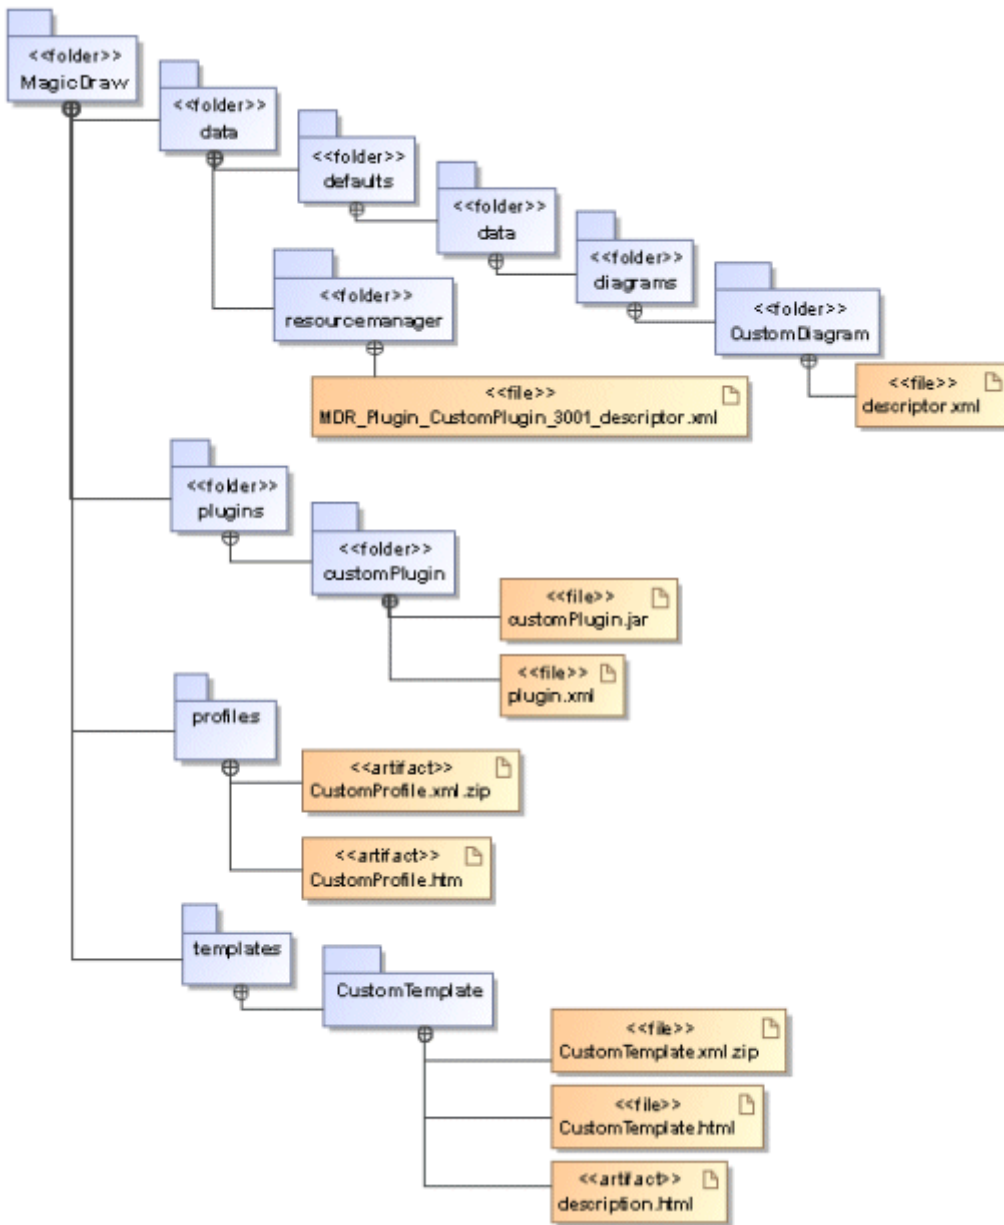 <<folder>>
MagicDraw
<<folder>>
data
<<folder>>
defaults
<<folder>>
data
<<folder>>
diagrams
<<folder>>
CustomDiagram
<<file>>
descriptor.xml
<<folder>>
resourcemanager
<<file>>
MDR_Plugin_CustomPlugin_3001_descriptor.xml
<<folder>>
plugins
<<folder>>
customPlugin
<<file>>
customPlugin.jar
<<file>>
plugin.xml
profiles
<<artifact>>
CustomProfile.xml.zip
<<artifact>>
CustomProfile.htm
templates
CustomTemplate
<<file>>
CustomTemplate.xml.zip
<<file>>
CustomTemplate.html
<<artifact>>
description.html